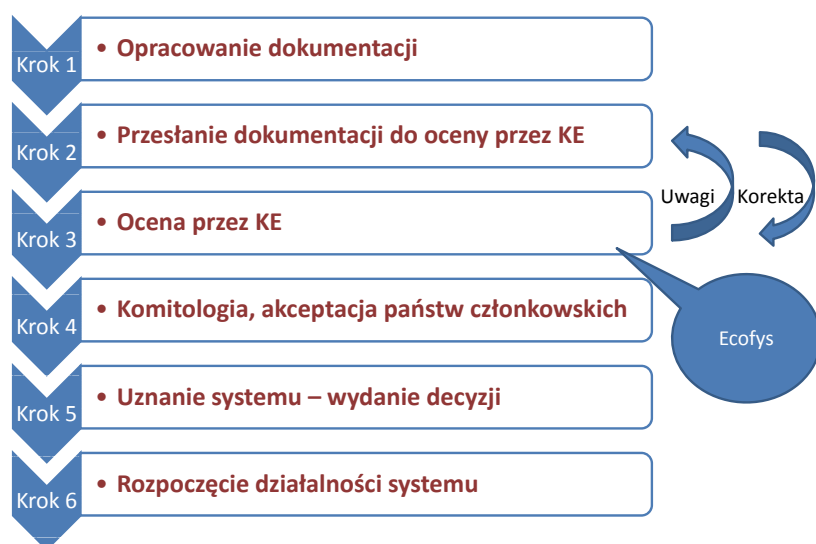 Krok 1
• Opracowanie dokumentacji
Krok 2
• Przesłanie dokumentacji do oceny przez KE
Uwagi
Korekta
Krok 3
• Ocena przez KE
Krok 4
• Komitologia, akceptacja państw członkowskich
Ecofys
Krok 5
• Uznanie systemu – wydanie decyzji
Krok 6
• Rozpoczęcie działalności systemu